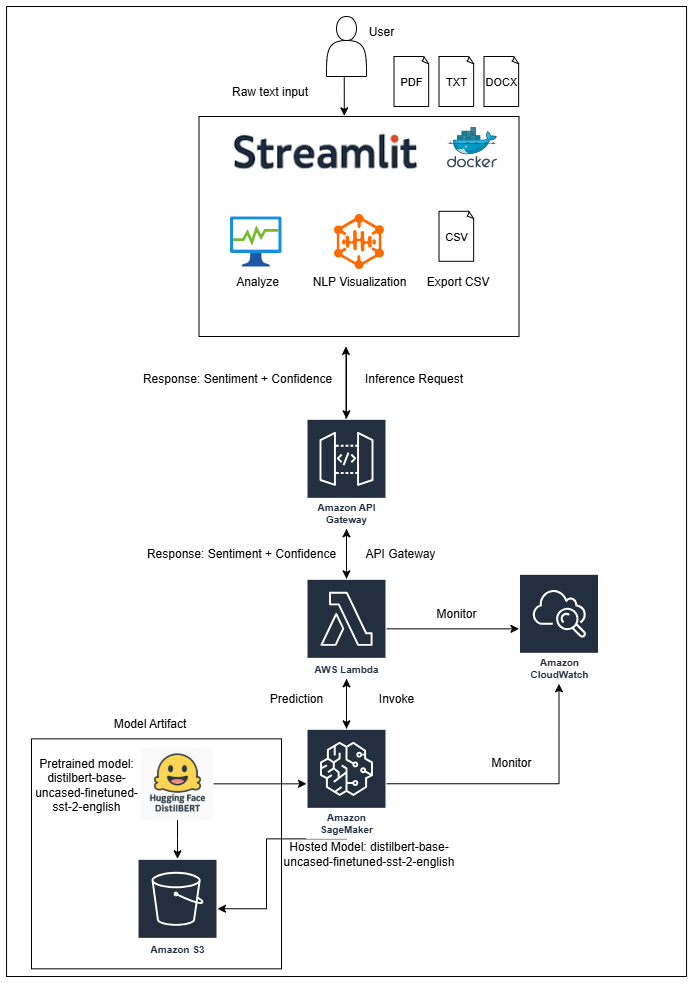 User
PDF
TXT
DOCX
Raw text input
Streamlit
docker
CSV
Analyze
NLP Visualization
Export CSV
Response: Sentiment + Confidence
Inference Request
Amazon API
Gateway
Response: Sentiment + Confidence
API Gateway
AWS Lambda
Monitor
Amazon
CloudWatch
Prediction
Invoke
Model Artifact
Pretrained model:
distilbert-base-
uncased-finetuned-
sst-2-english
Hugging Face
DistilBERT
Monitor
Amazon
SageMaker
Hosted Model: distilbert-base-
uncased-finetuned-sst-2-english
Amazon S3